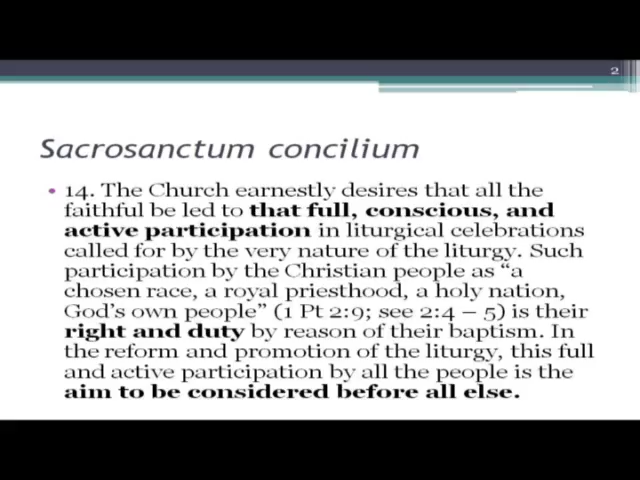 2
Sacrosanctum concilium
• 14. The Church earnestly desires that all the
faithful be led to that full, conscious, and
active participation in liturgical celebrations
called for by the very nature of the liturgy. Such
participation by the Christian people as “a
chosen race, a royal priesthood, a holy nation,
God’s own people” (1 Pt 2:9; see 2:4 – 5) is their
right and duty by reason of their baptism. In
the reform and promotion of the liturgy, this full
and active participation by all the people is the
aim to be considered before all else.